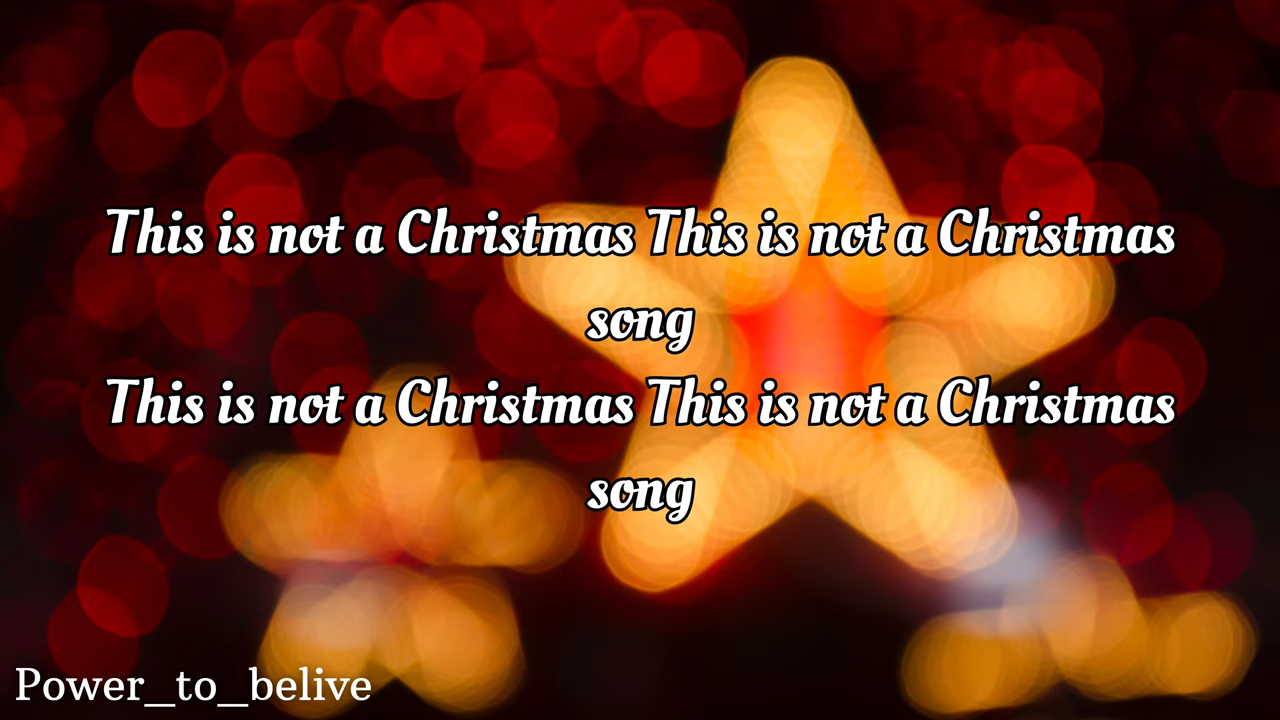 This is not a Christmas This is not a Christmas
song
This is not a Christmas This is not a Christmas
song
Power_to_belive